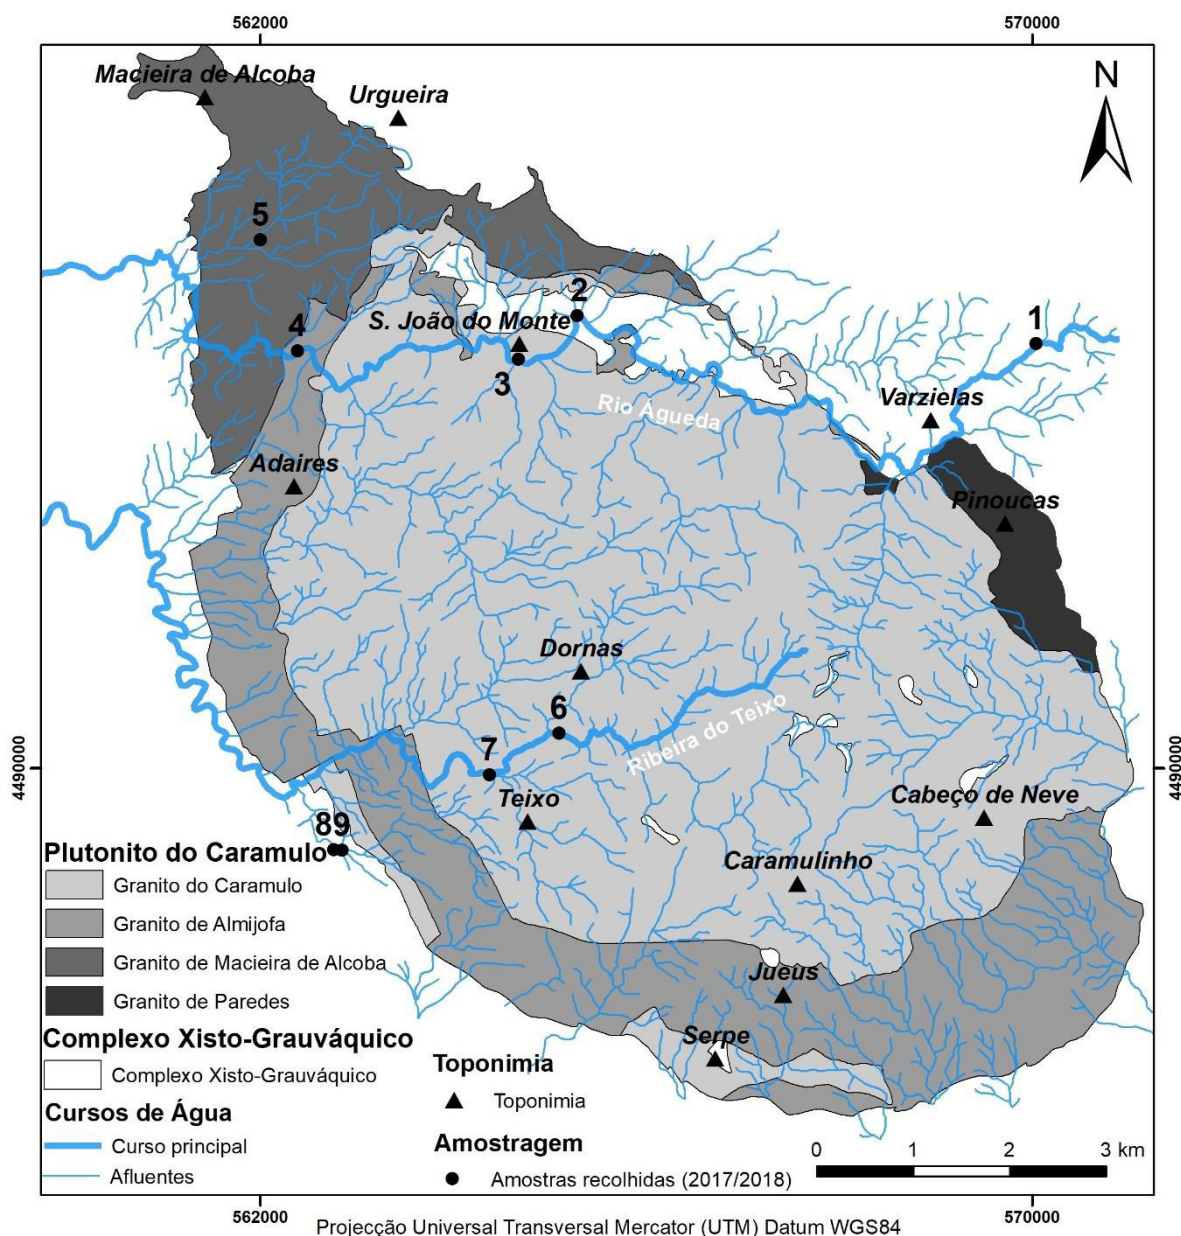 562000
570000
Macieira de Alcoba
Urgueira
N
5
2
1
4
S. João do Monte
3
Varzielas
Rio Águeda
Adaires
Pinoucas
Dornas
6
Ribeira do Teixo
7
4490000
4490000
Teixo
Cabeço de Neve
89
Caramulinho
Plutonito do Caramulo
Granito do Caramulo
Granito de Almijofa
Granito de Macieira de Alcoba
Granito de Paredes
Jueus
Serpe
Complexo Xisto-Grauváquico
Complexo Xisto-Grauváquico
Cursos de Água
Curso principal
Afluentes
Toponimia
Toponimia
Amostragem
Amostras recolhidas (2017/2018)
0 1 2 3 km
562000
570000
Projecção Universal Transversal Mercator (UTM) Datum WGS84